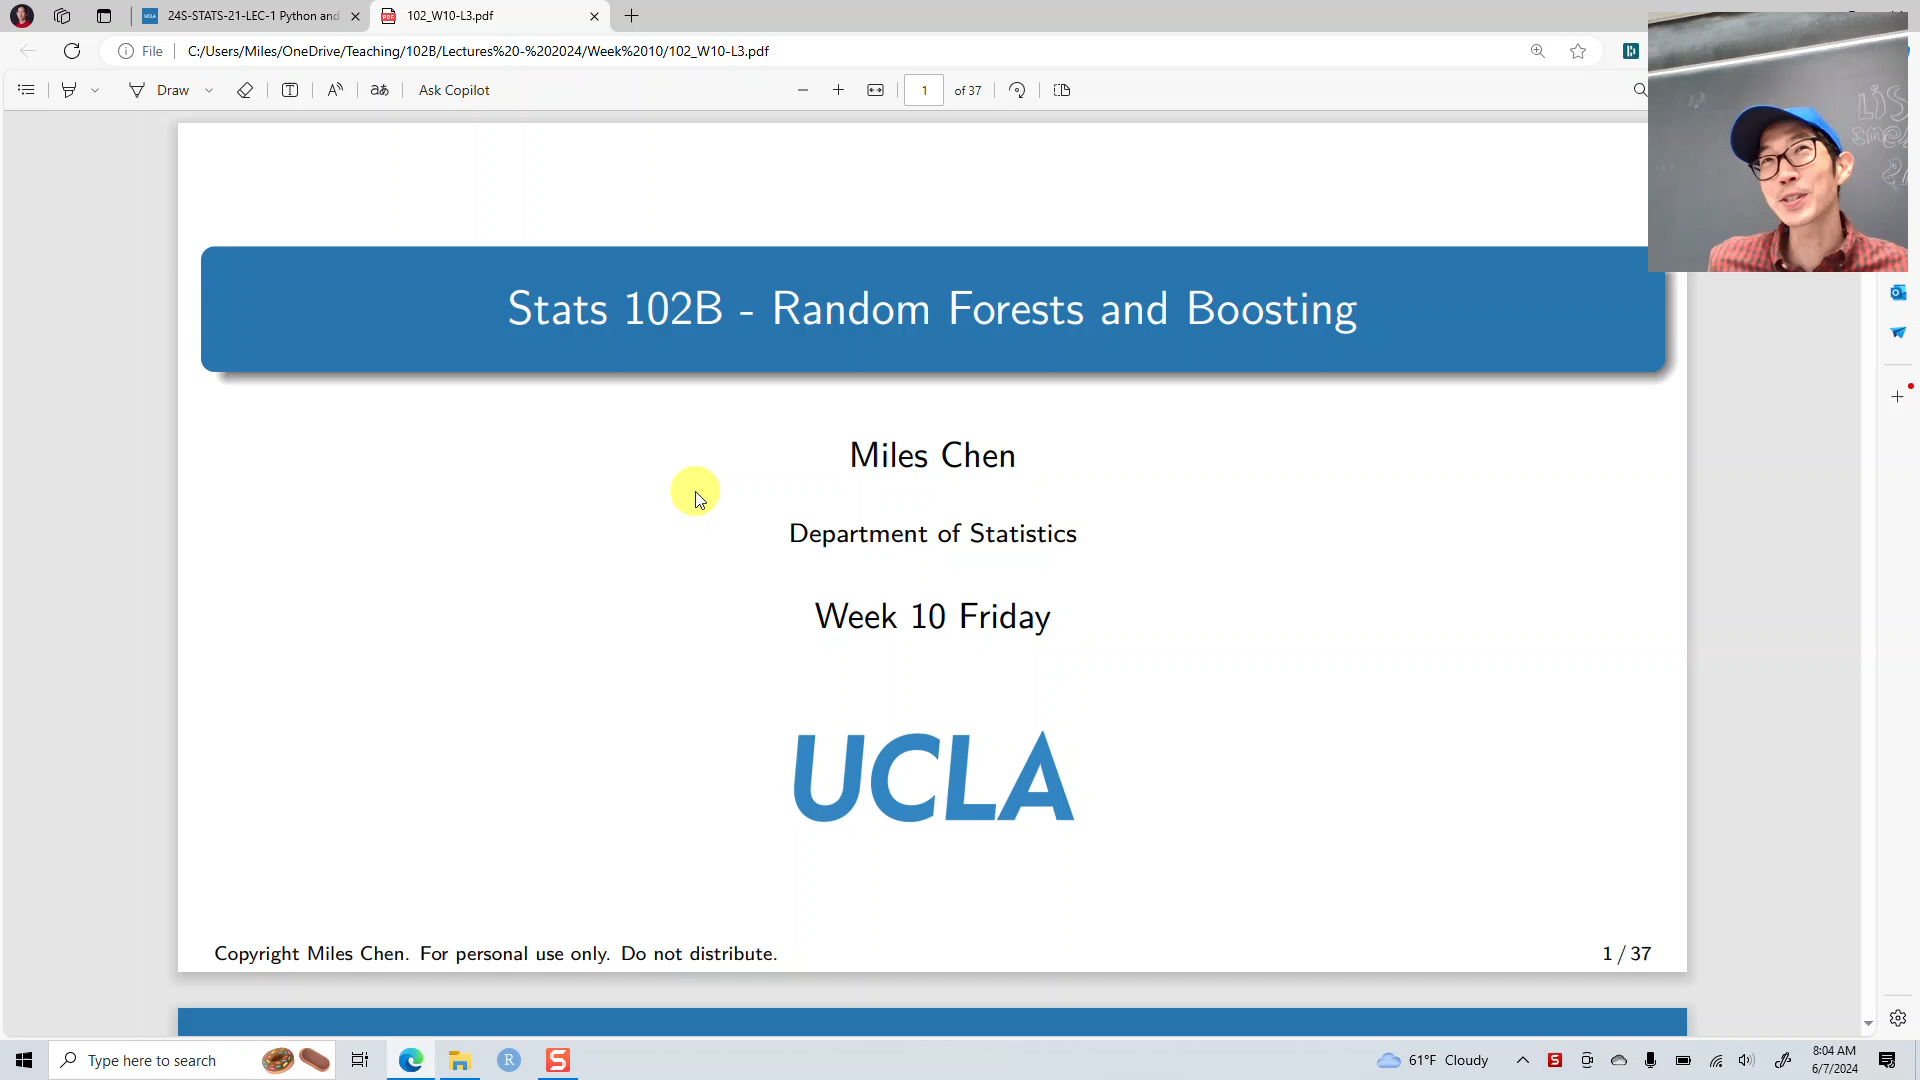 24S-STATS-21-LEC-1 Python and
102_W10-L3.pdf
File
C:/Users/Miles/OneDrive/Teaching/102B/Lectures%20-%202024/Week%2010/102_W10-L3.pdf
Draw
Ask Copilot
1 of 37
Stats 102B - Random Forests and Boosting
Miles Chen
Department of Statistics
Week 10 Friday
UCLA
Copyright Miles Chen. For personal use only. Do not distribute.
1 / 37
Type here to search
61°F Cloudy
8:04 AM
6/7/2024